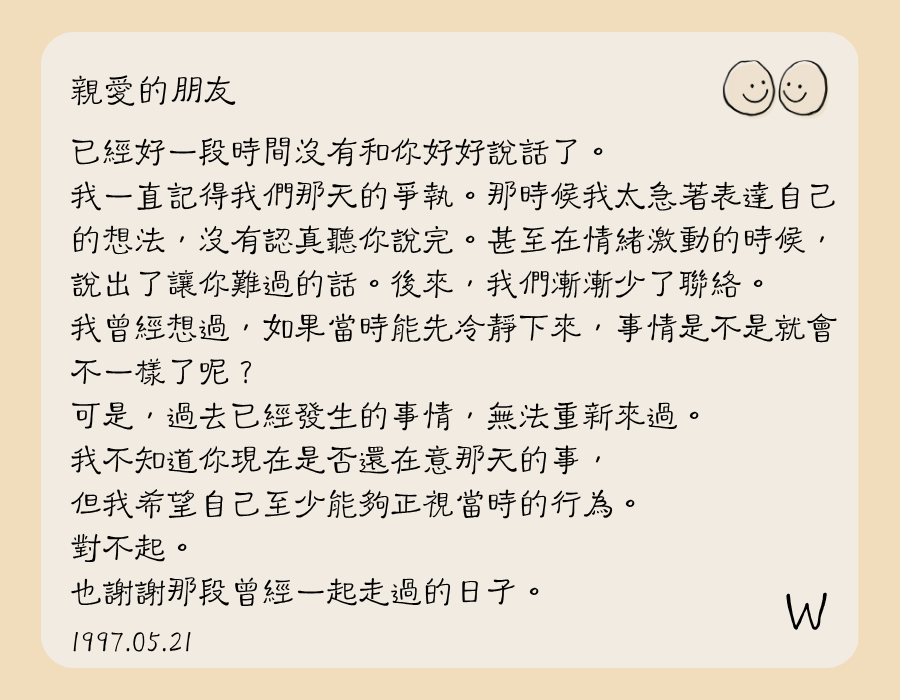 親愛的朋友
已經好一段時間沒有和你好好說話了。
我一直記得我們那天的爭執。那時候我太急著表達自己
的想法，沒有認真聽你說完。甚至在情緒激動的時候，
說出了讓你難過的話。後來，我們漸漸少了聯絡。
我曾經想過，如果當時能先冷靜下來，事情是不是就會
不一樣了呢？
可是，過去已經發生的事情，無法重新來過。
我不知道你現在是否還在意那天的事，
但我希望自己至少能夠正視當時的行為。
對不起。
也謝謝那段曾經一起走過的日子。
W
1997.05.21